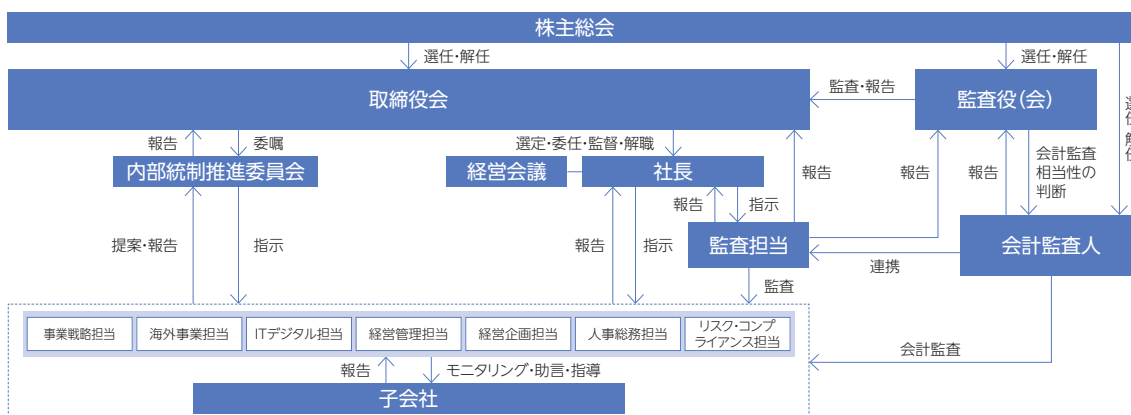 株主総会
選任・解任
選任・解任
選任・解任
取締役会
監査・報告
監査役(会)
報告
委嘱
選定・委任・監督・解職
報告
報告
報告
会計監査
相当性の
判断
内部統制推進委員会
経営会議
社長
報告
指示
監査担当
会計監査人
提案・報告
指示
報告
指示
連携
監査
事業戦略担当
海外事業担当
ITデジタル担当
経営管理担当
経営企画担当
人事総務担当
リスク・コンプ
ライアンス担当
会計監査
報告
モニタリング・助言・指導
子会社